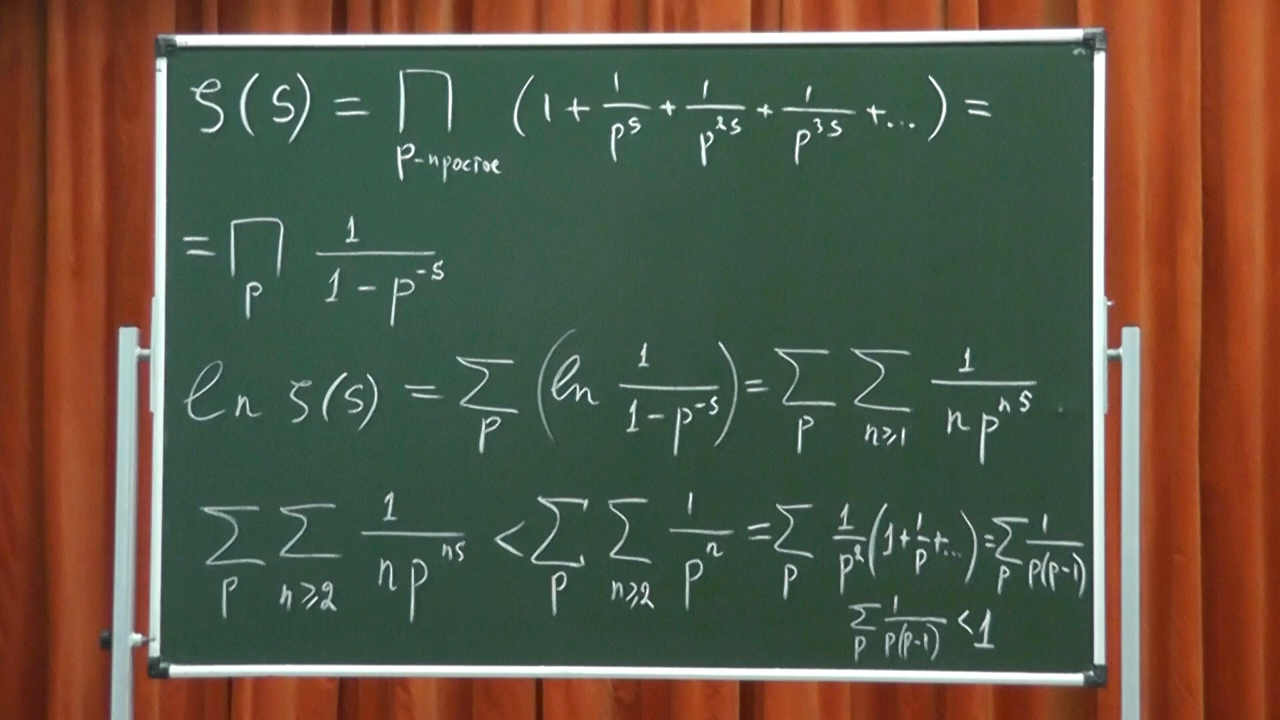 ζ(s) = ∏_{p-простое} (1 + 1/p^s + 1/p^{2s} + 1/p^{3s} + ...) =
= ∏_p 1/(1 - p^{-s})
ln ζ(s) = ∑_p (ln 1/(1 - p^{-s})) = ∑_p ∑_{n≥1} 1/(n p^{ns})
∑_p ∑_{n≥2} 1/(n p^{ns}) < ∑_p ∑_{n≥2} 1/p^n = ∑_p 1/p^2 (1 + 1/p + ...) = ∑_p 1/(p(p-1))
∑_p 1/(p(p-1)) < 1